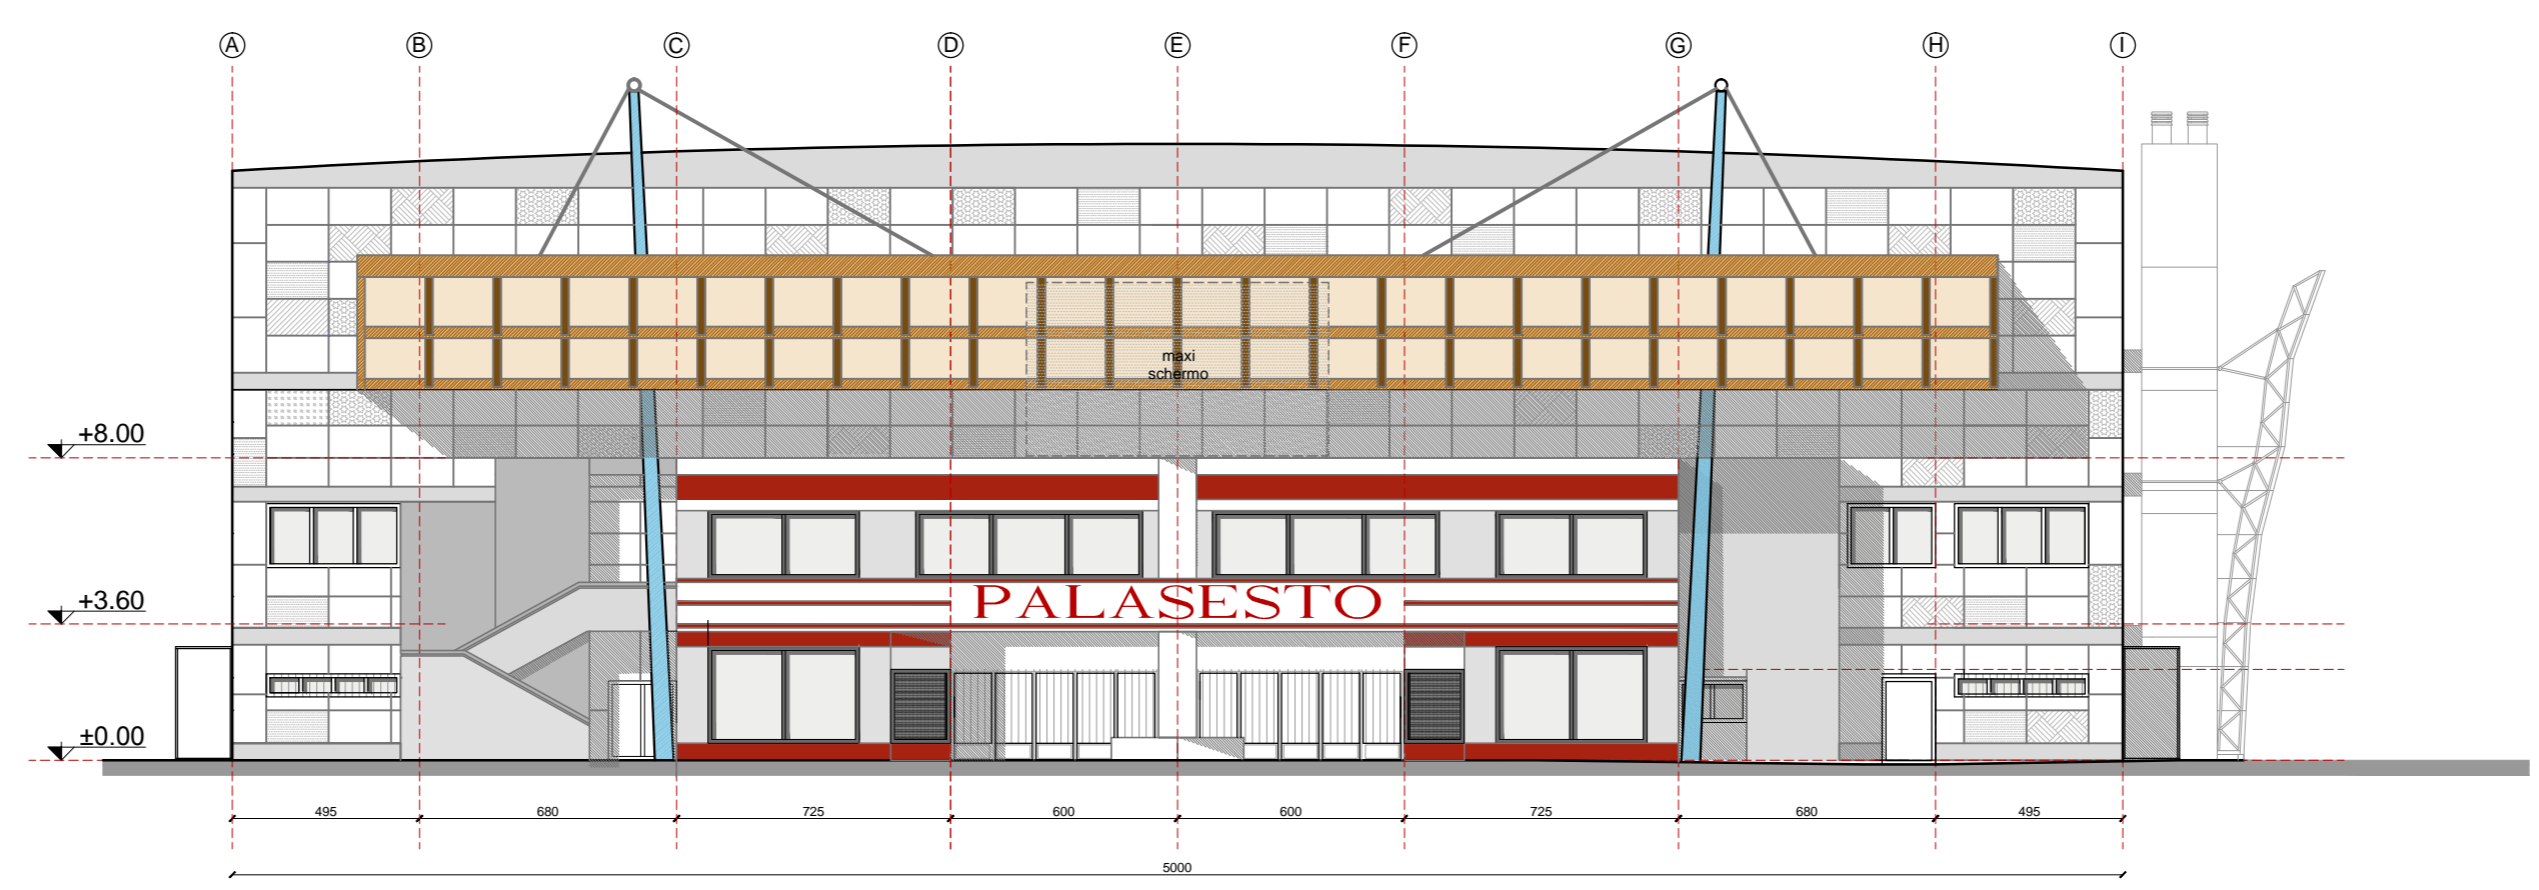 A B C D E F G H I
maxi
schermo
+8.00
+3.60
PALASESTO
±0.00
495 680 725 600 600 725 680 495
5000